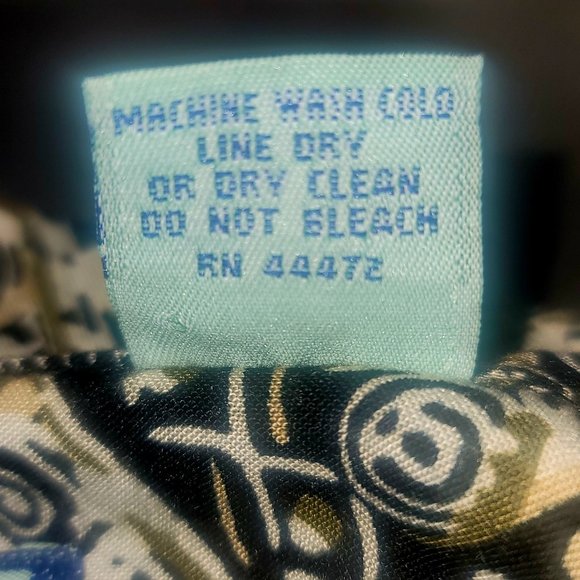 MACHINE WASH COLD
LINE DRY
OR DRY CLEAN
DO NOT BLEACH
RN 44472